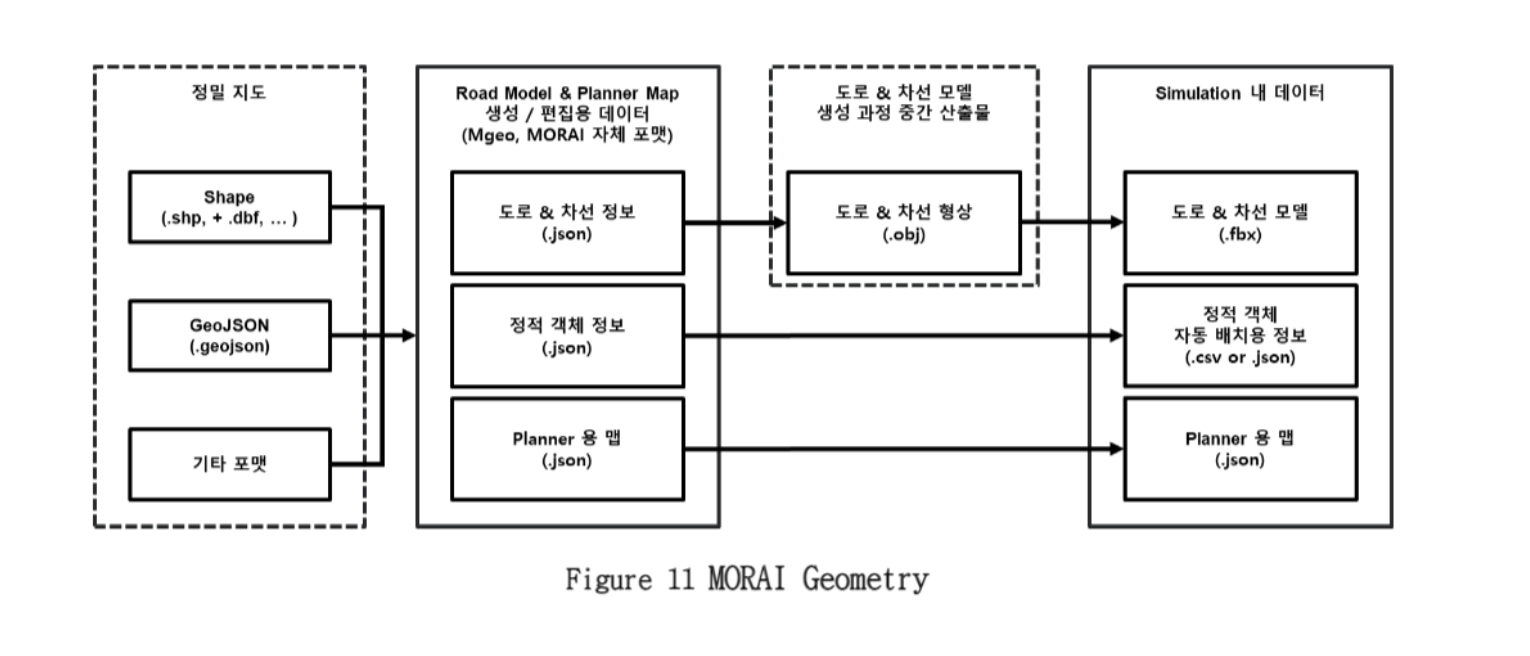 정밀 지도
Shape
(.shp, + .dbf, ... )
GeoJSON
(.geojson)
기타 포맷
Road Model & Planner Map
생성 / 편집용 데이터
(Mgeo, MORAI 자체 포맷)
도로 & 차선 정보
(.json)
정적 객체 정보
(.json)
Planner 용 맵
(.json)
도로 & 차선 모델
생성 과정 중간 산출물
도로 & 차선 형상
(.obj)
Simulation 내 데이터
도로 & 차선 모델
(.fbx)
정적 객체
자동 배치용 정보
(.csv or .json)
Planner 용 맵
(.json)
Figure 11 MORAI Geometry